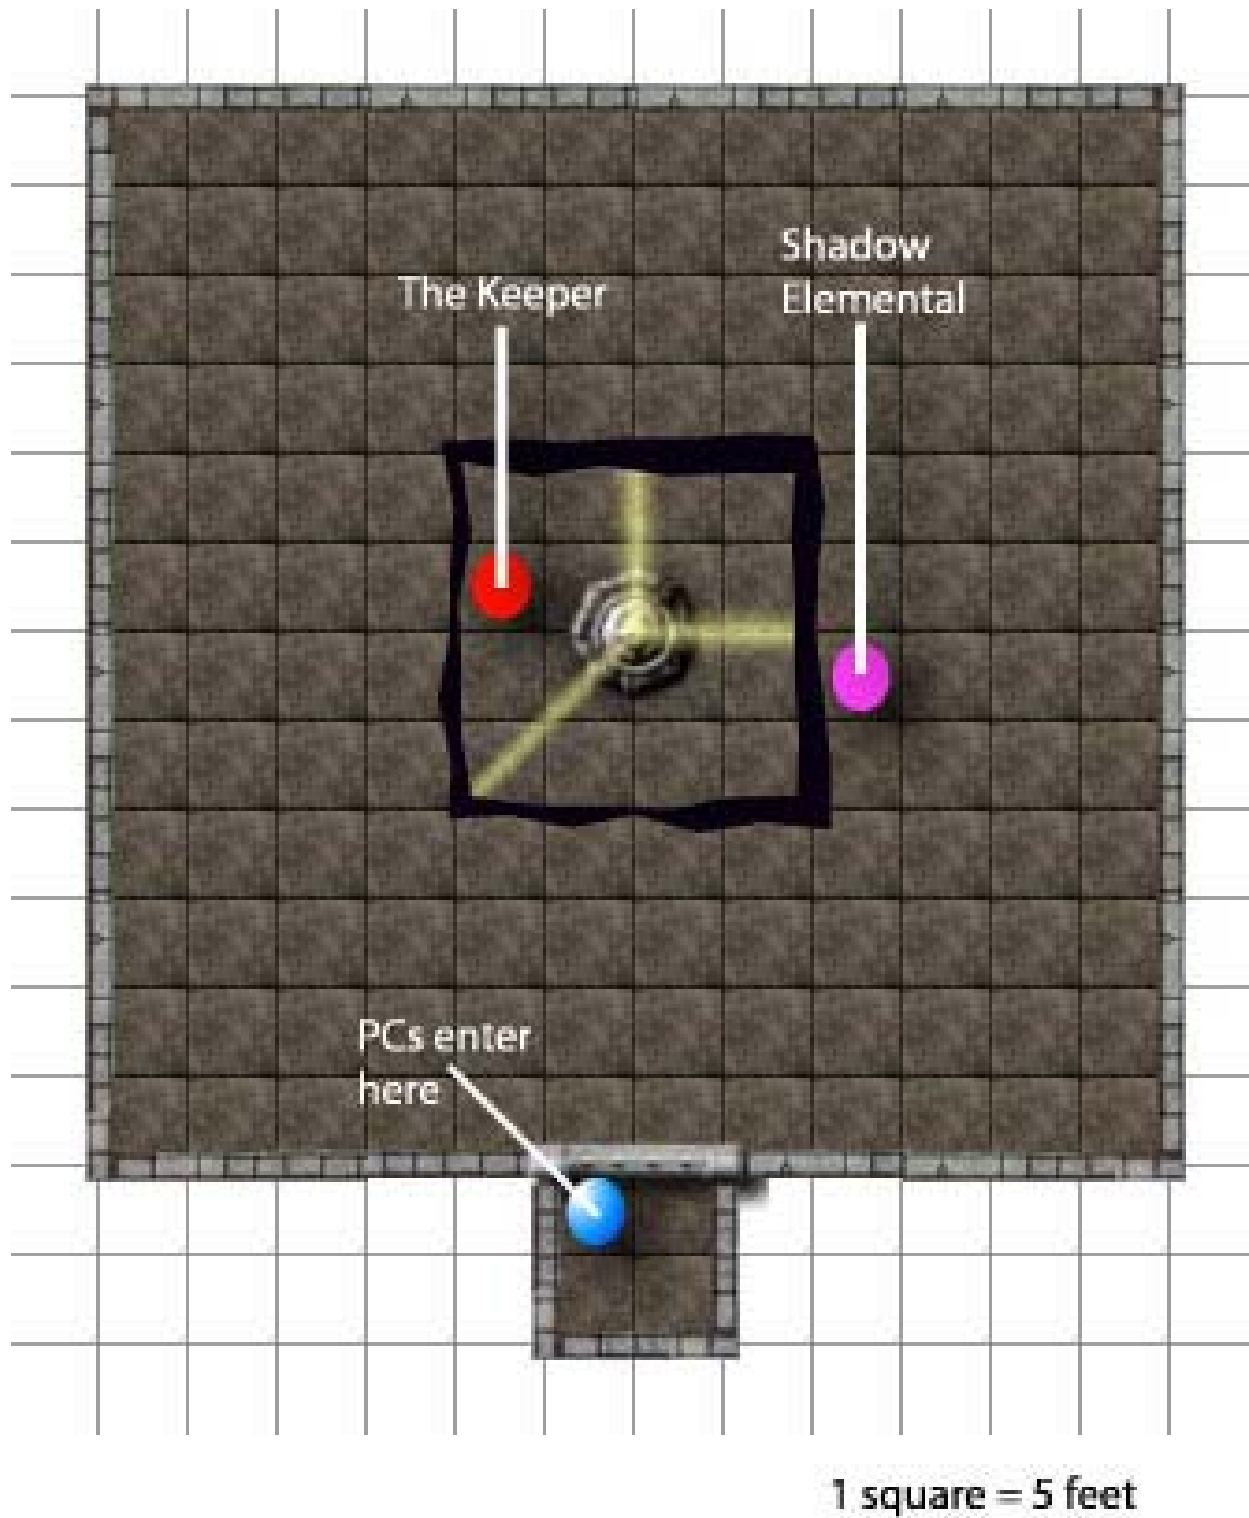 Shadow
Elemental
The Keeper
PCs enter
here
1 square = 5 feet